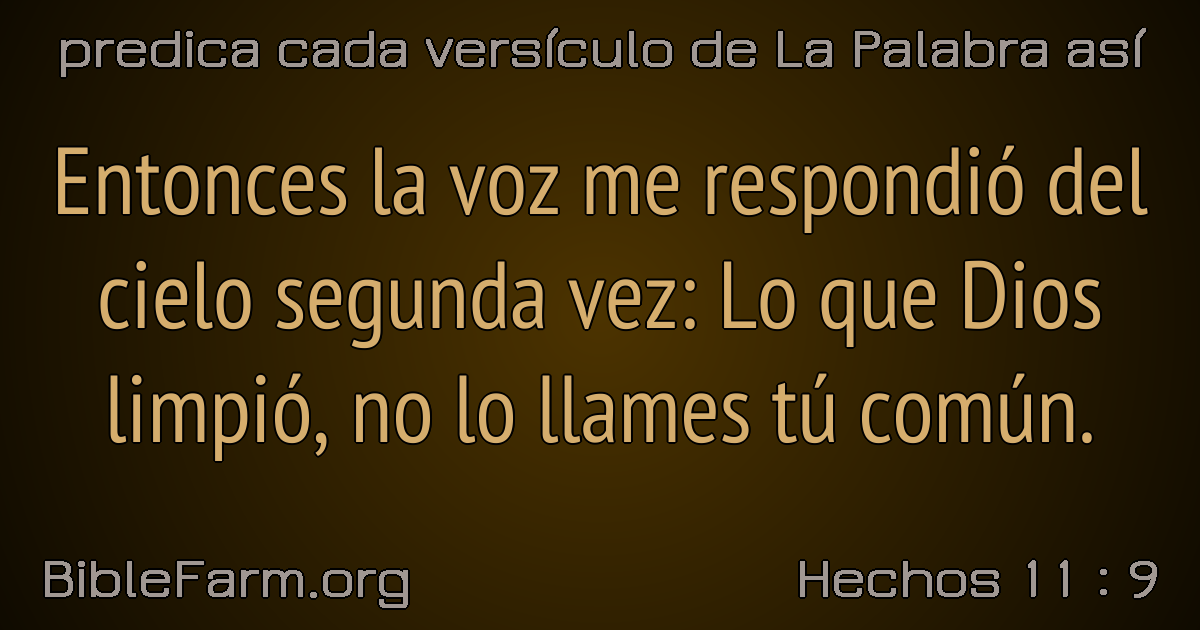 predica cada versículo de La Palabra así
Entonces la voz me respondió del
cielo segunda vez: Lo que Dios
limpió, no lo llames tú común.
BibleFarm.org
Hechos 11 : 9